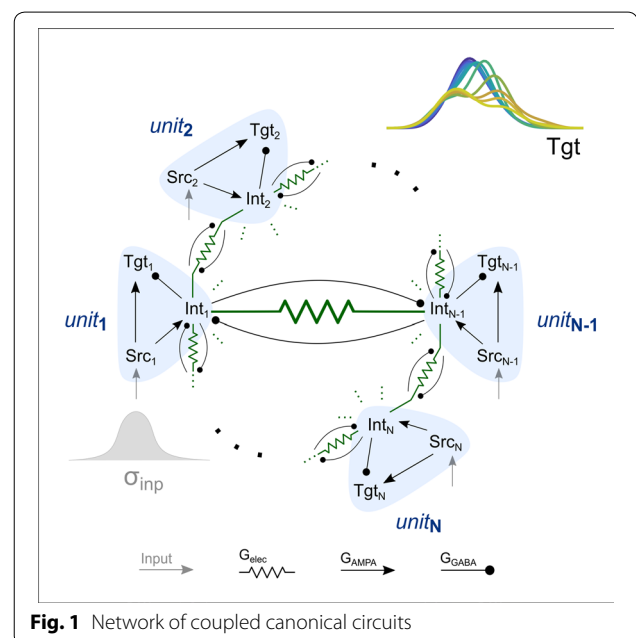 Tgt
unit2
Tgt2
Src2
Int2
Tgt1
Int1
unit1
Src1
σinp
TgtN-1
IntN-1
unitN-1
SrcN-1
IntN
SrcN
TgtN
unitN
Input
Gelec
GAMPA
GGABA
Fig. 1 Network of coupled canonical circuits